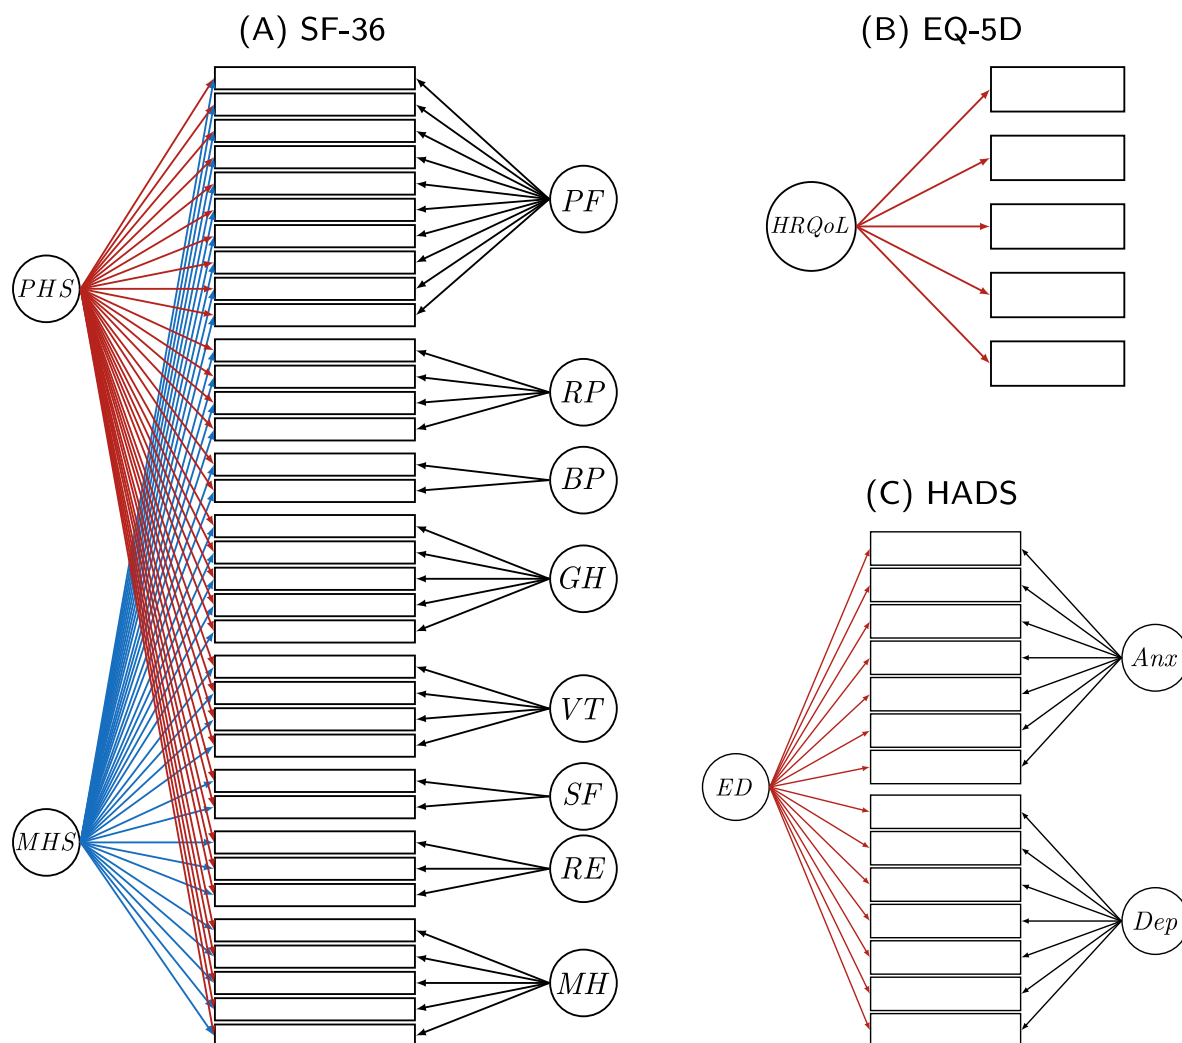 (A) SF-36
PHS
MHS
PF
RP
BP
GH
VT
SF
RE
MH
(B) EQ-5D
HRQoL
(C) HADS
ED
Anx
Dep